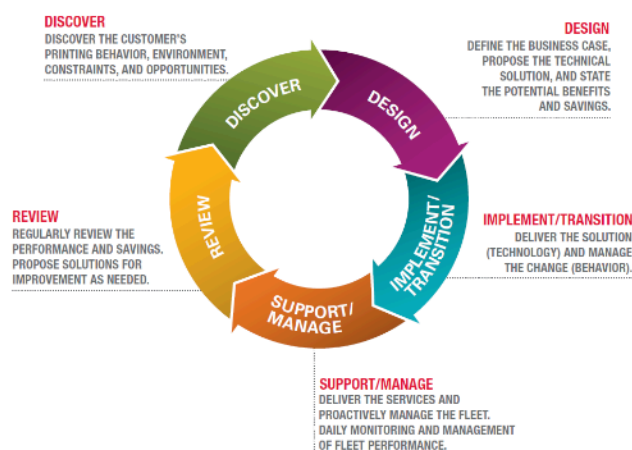 DISCOVER
DISCOVER THE CUSTOMER'S
PRINTING BEHAVIOR, ENVIRONMENT,
CONSTRAINTS, AND OPPORTUNITIES.
DESIGN
DEFINE THE BUSINESS CASE,
PROPOSE THE TECHNICAL
SOLUTION, AND STATE
THE POTENTIAL BENEFITS
AND SAVINGS.
DISCOVER
DESIGN
IMPLEMENT/
TRANSITION
SUPPORT/
MANAGE
REVIEW
REVIEW
REGULARLY REVIEW THE
PERFORMANCE AND SAVINGS.
PROPOSE SOLUTIONS FOR
IMPROVEMENT AS NEEDED.
IMPLEMENT/TRANSITION
DELIVER THE SOLUTION
(TECHNOLOGY) AND MANAGE
THE CHANGE (BEHAVIOR).
SUPPORT/MANAGE
DELIVER THE SERVICES AND
PROACTIVELY MANAGE THE FLEET.
DAILY MONITORING AND MANAGEMENT
OF FLEET PERFORMANCE.